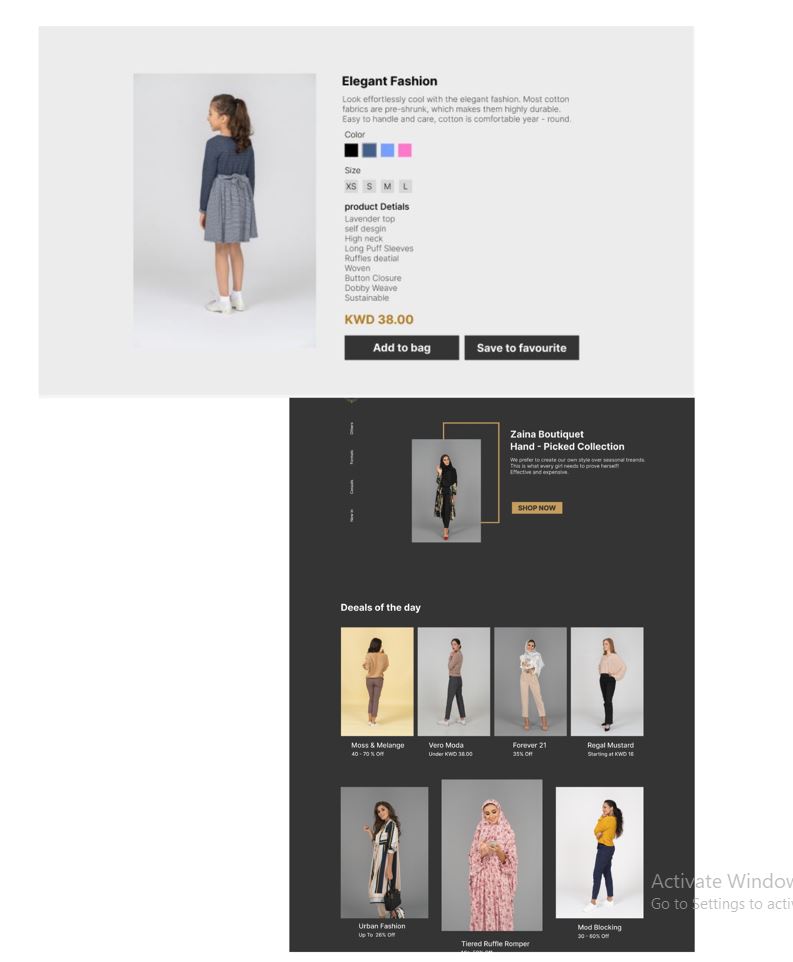 Elegant Fashion
Look effortlessly cool with the elegant fashion. Most cotton
fabrics are pre-shrunk, which makes them highly durable.
Easy to handle and care, cotton is comfortable year - round.
Color
Size
XS S M L
product Detials
Lavender top
self desgin
High neck
Long Puff Sleeves
Ruffles deatial
Woven
Button Closure
Dobby Weave
Sustainable
KWD 38.00
Add to bag Save to favourite
Others
Formals
Casuals
New in
Zaina Boutiquet
Hand - Picked Collection
We prefer to create our own style over seasonal treands.
This is what every girl needs to prove herself!
Effective and expensive.
SHOP NOW
Deeals of the day
Moss & Melange Vero Moda Forever 21 Regal Mustard
40 - 70 % Off Under KWD 38.00 35% Off Starting at KWD 16
Urban Fashion
Up To 26% Off
Tiered Ruffle Romper
Mod Blocking
30 - 60% Off
Activate Window
Go to Settings to acti